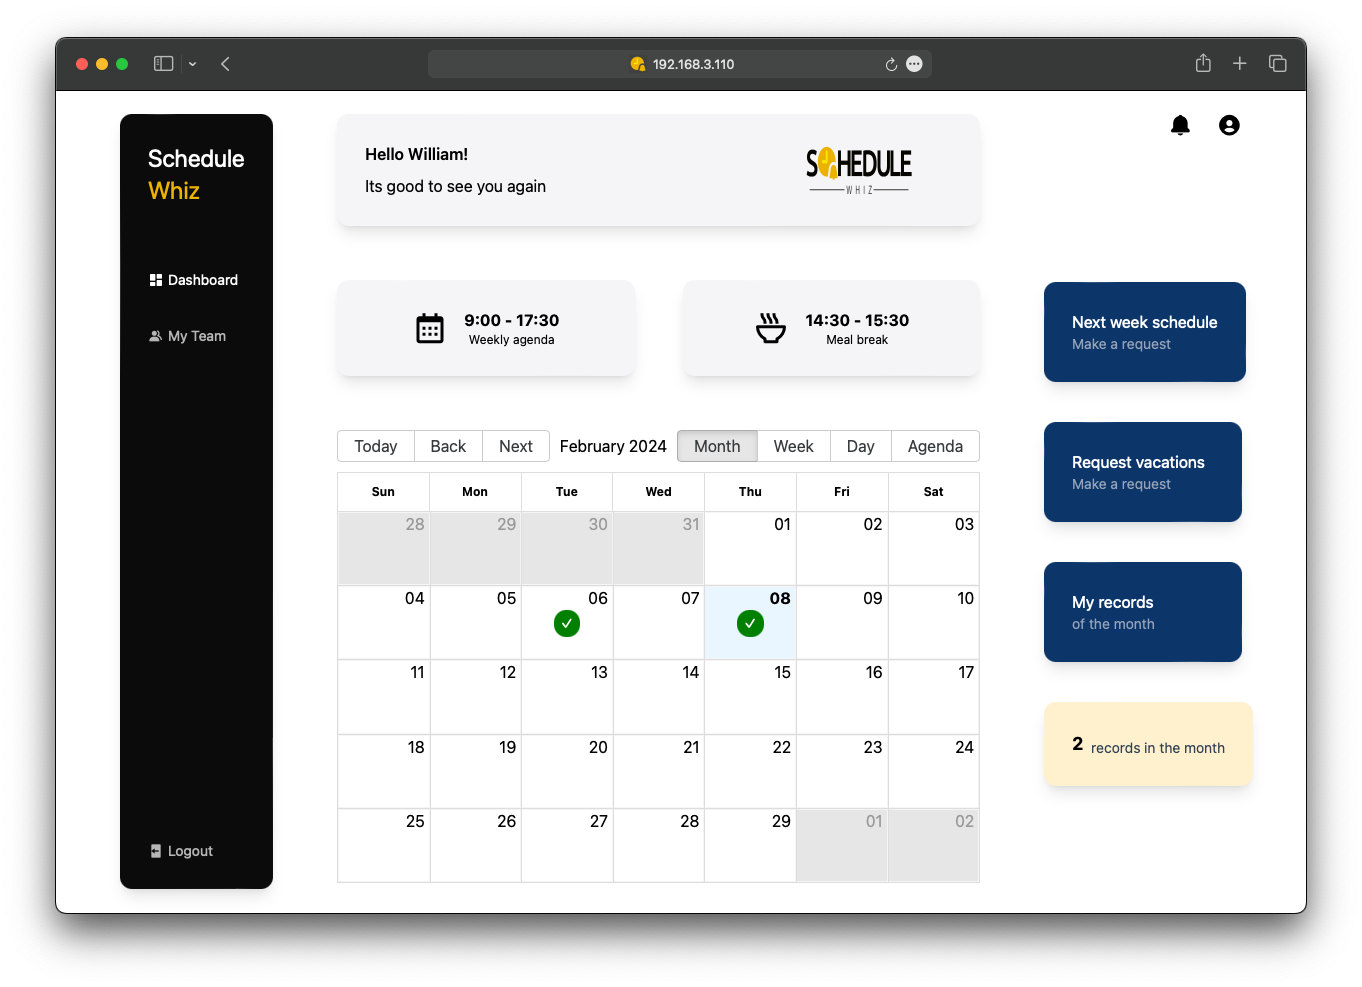 192.168.3.110
Schedule
Whiz
Dashboard
My Team
Logout
Hello William!
Its good to see you again
SCHEDULE
WHIZ
9:00 - 17:30
Weekly agenda
14:30 - 15:30
Meal break
Today Back Next February 2024 Month Week Day Agenda
Sun Mon Tue Wed Thu Fri Sat
28 29 30 31 01 02 03
04 05 06 07 08 09 10
11 12 13 14 15 16 17
18 19 20 21 22 23 24
25 26 27 28 29 01 02
Next week schedule
Make a request
Request vacations
Make a request
My records
of the month
2 records in the month